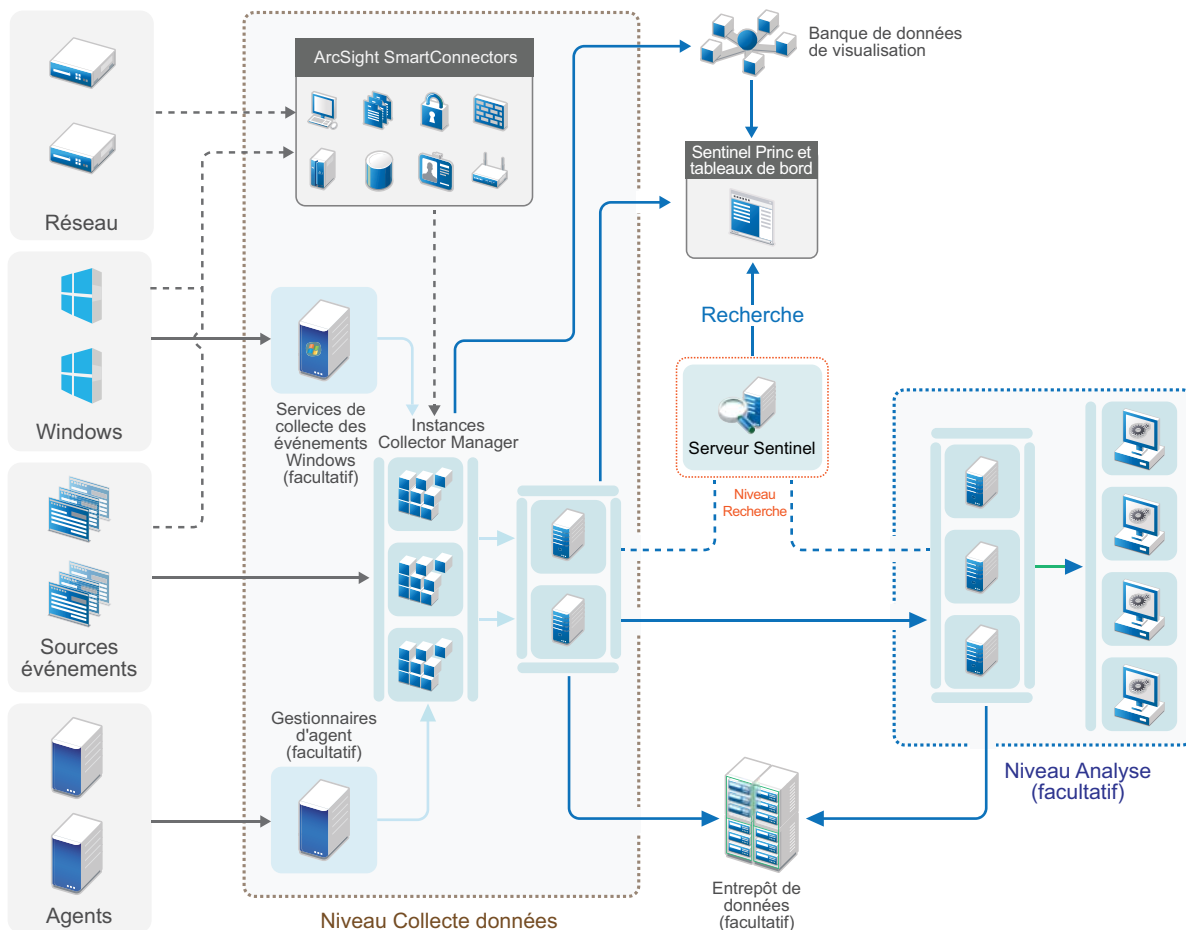 ArcSight SmartConnectors
Banque de données
de visualisation
Sentinel Princ et
tableaux de bord
Réseau
Recherche
Windows
Services de
collecte des
événements
Windows
(facultatif)
Instances
Collector Manager
Serveur Sentinel
Niveau
Recherche
Sources
événements
Gestionnaires
d'agent
(facultatif)
Niveau Analyse
(facultatif)
Agents
Entrepôt de
données
(facultatif)
Niveau Collecte données